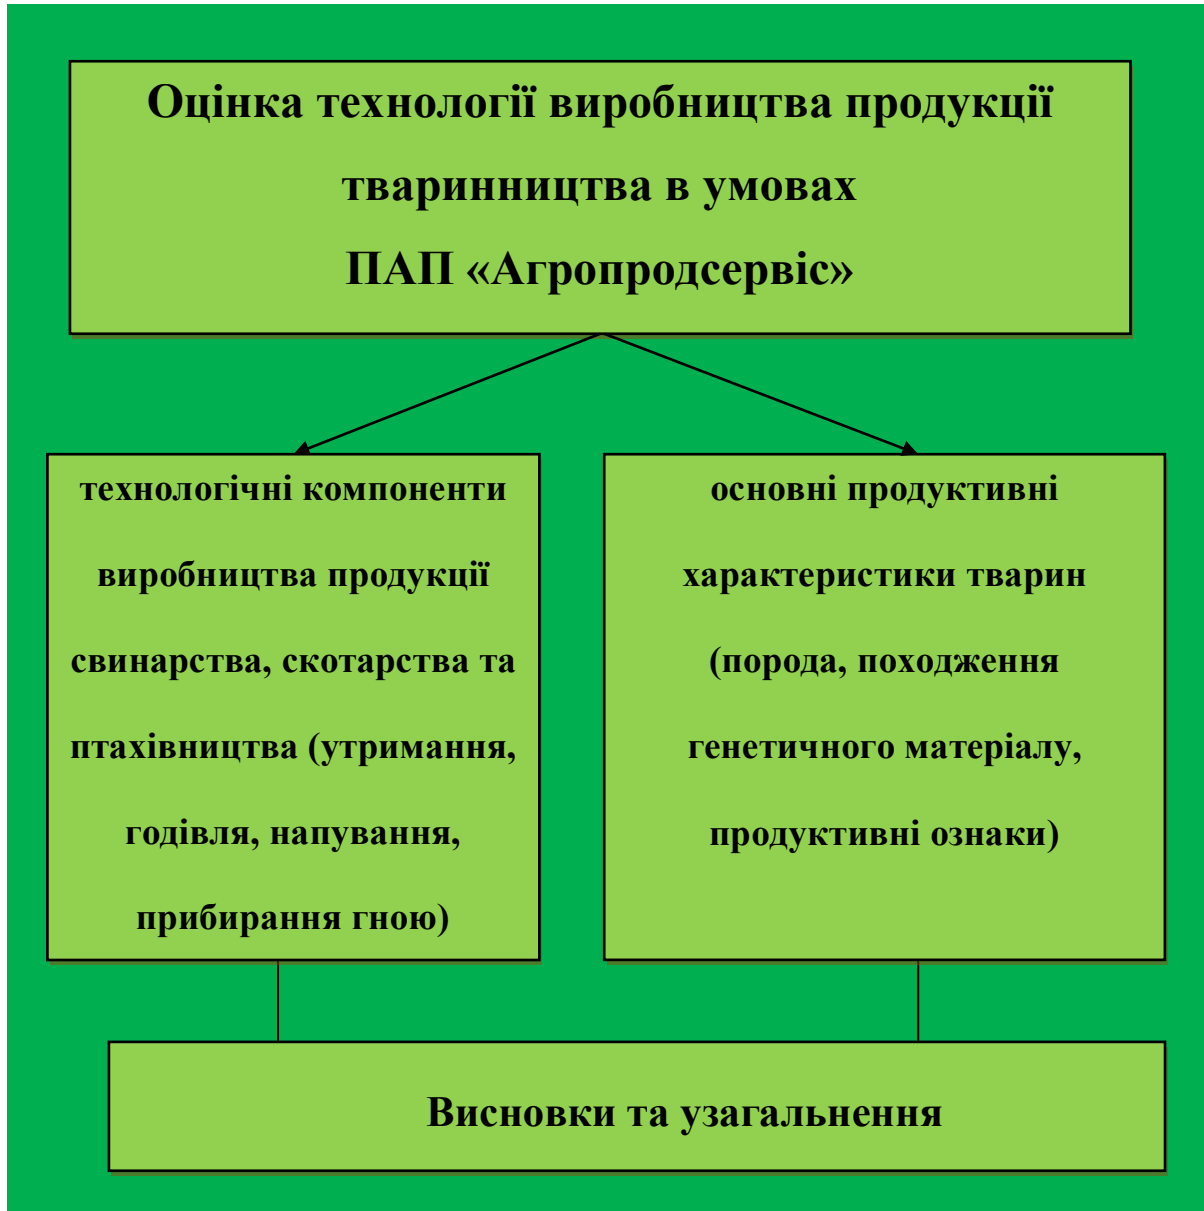 Оцінка технології виробництва продукції
тваринництва в умовах
ПАП «Агропродсервіс»
технологічні компоненти
виробництва продукції
свинарства, скотарства та
птахівництва (утримання,
годівля, напування,
прибирання гною)
основні продуктивні
характеристики тварин
(порода, походження
генетичного матеріалу,
продуктивні ознаки)
Висновки та узагальнення